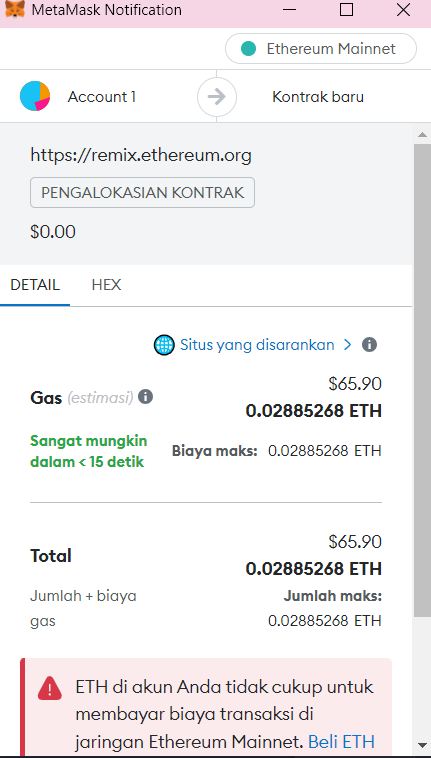 MetaMask Notification
Ethereum Mainnet
Account 1
Kontrak baru
https://remix.ethereum.org
PENGALOKASIAN KONTRAK
$0.00
DETAIL HEX
Situs yang disarankan
$65.90
Gas (estimasi) 0.02885268 ETH
Sangat mungkin
dalam < 15 detik
Biaya maks: 0.02885268 ETH
$65.90
Total 0.02885268 ETH
Jumlah + biaya
gas
Jumlah maks:
0.02885268 ETH
ETH di akun Anda tidak cukup untuk
membayar biaya transaksi di
jaringan Ethereum Mainnet. Beli ETH